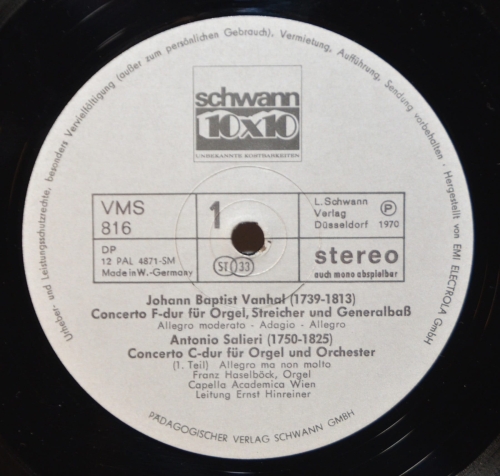 Urheber- und Leistungsschutzrechte, besonders Vervielfältigung (außer zum persönlichen Gebrauch), Vermietung, Aufführung, Sendung vorbehalten · Hergestellt von EMI ELECTROLA GmbH
schwann
10x10
UNBEKANNTE KOSTBARKEITEN
VMS
816
DP
12 PAL 4871-SM
Made in W.-Germany
1
ST 33
L. Schwann
Verlag
Düsseldorf
P
1970
stereo
auch mono abspielbar
Johann Baptist Vanhal (1739-1813)
Concerto F-dur für Orgel, Streicher und Generalbaß
Allegro moderato - Adagio - Allegro
Antonio Salieri (1750-1825)
Concerto C-dur für Orgel und Orchester
(1. Teil) Allegro ma non molto
Franz Haselböck, Orgel
Capella Academica Wien
Leitung Ernst Hinreiner
PÄDAGOGISCHER VERLAG SCHWANN GMBH